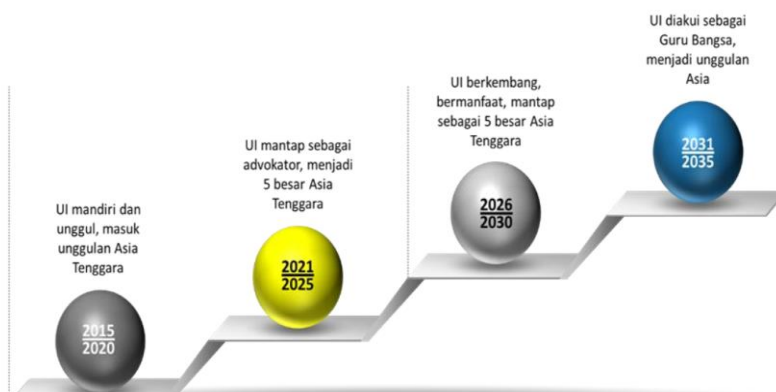 UI mandiri dan
unggul, masuk
unggulan Asia
Tenggara
2015
2020
UI mantap sebagai
advokator, menjadi
5 besar Asia
Tenggara
2021
2025
UI berkembang,
bermanfaat, mantap
sebagai 5 besar Asia
Tenggara
2026
2030
UI diakui sebagai
Guru Bangsa,
menjadi unggulan
Asia
2031
2035